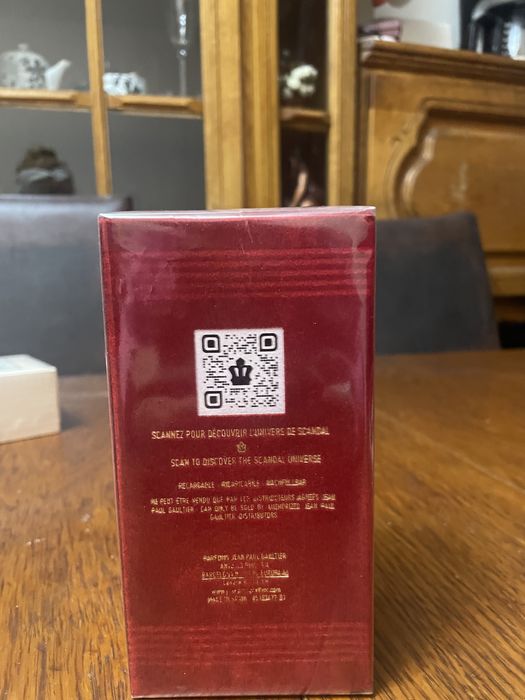 SCANNEZ POUR DÉCOUVRIR L'UNIVERS DE SCANDAL
SCAN TO DISCOVER THE SCANDAL UNIVERSE
RECARGABLE - RICARICABILE - NACHFÜLLBAR
NE PEUT ÊTRE VENDU QUE PAR LES DISTRIBUTEURS AGRÉÉS JEAN
PAUL GAULTIER - CAN ONLY BE SOLD BY AUTHORIZED JEAN PAUL
GAULTIER DISTRIBUTORS
PARFUMS JEAN PAUL GAULTIER
BARCELONA
MADE IN SPAIN